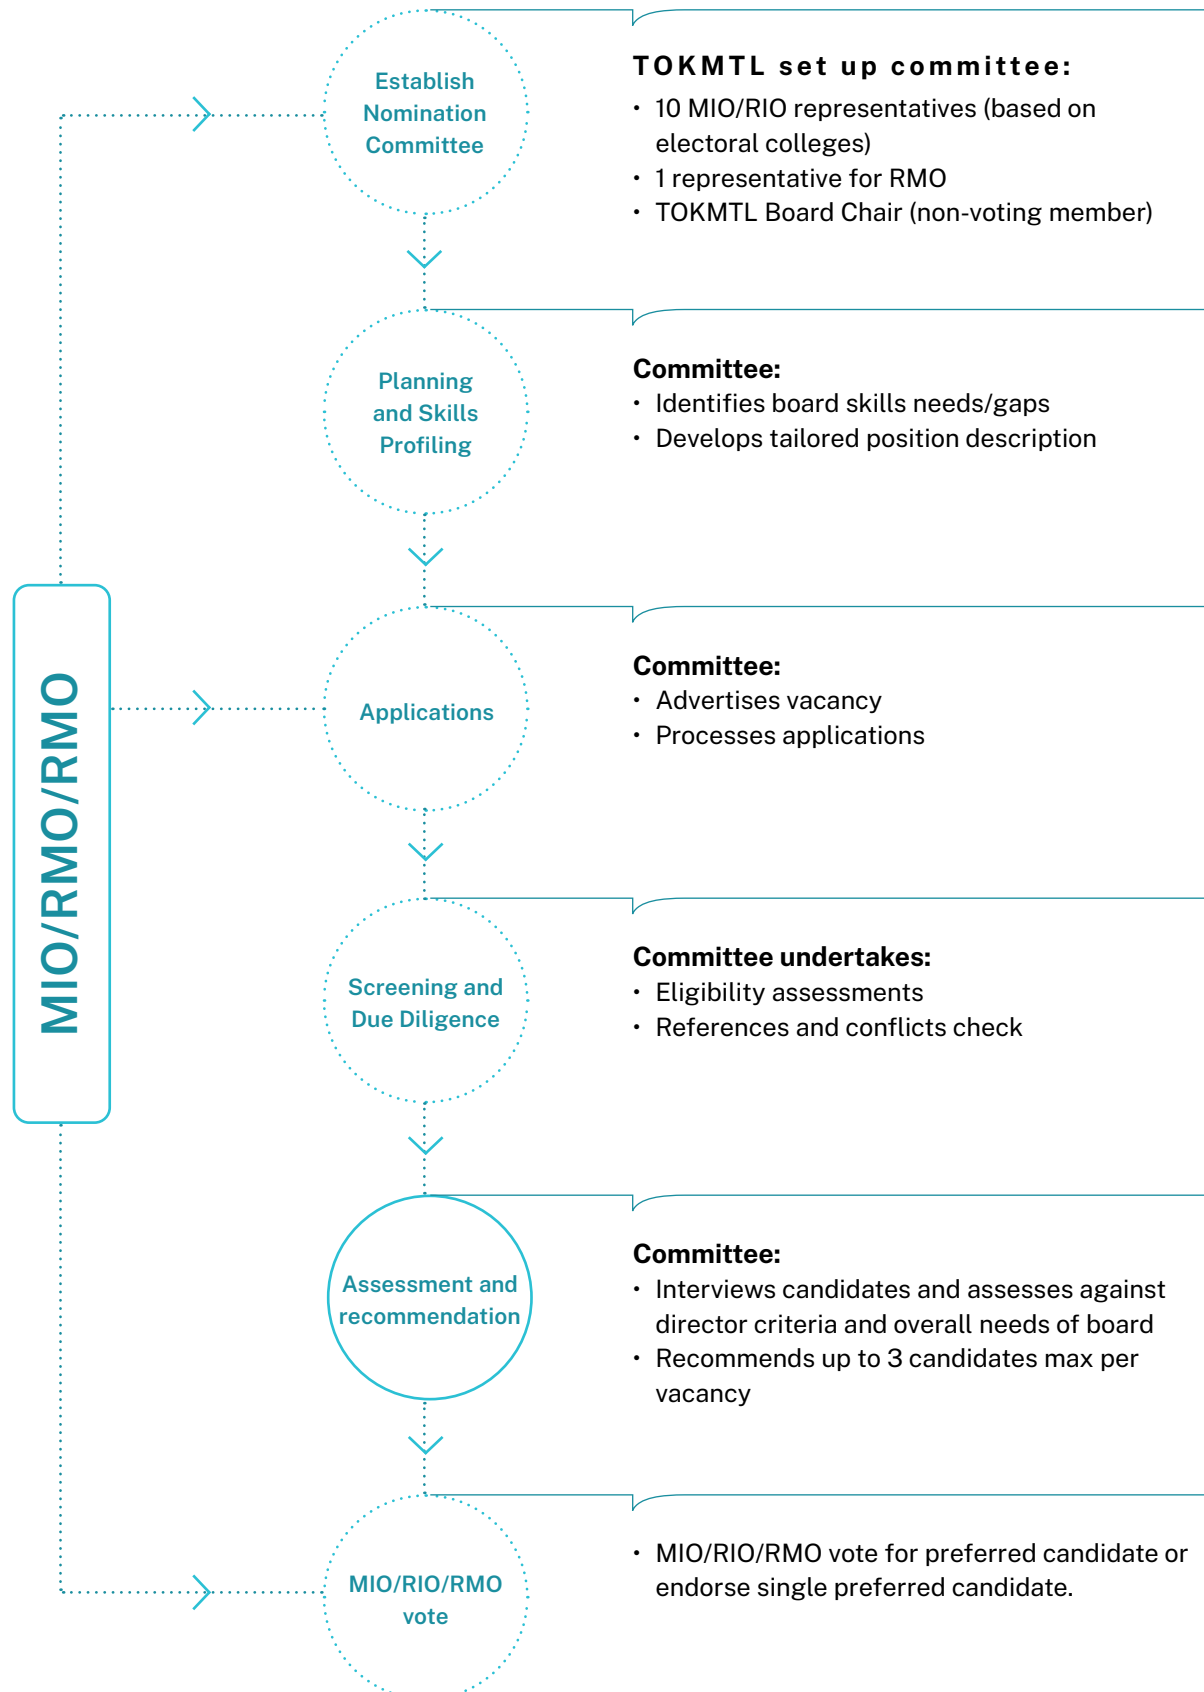 Establish
Nomination
Committee
TOKMTL set up committee:
• 10 MIO/RIO representatives (based on
electoral colleges)
• 1 representative for RMO
• TOKMTL Board Chair (non-voting member)
Planning
and Skills
Profiling
Committee:
• Identifies board skills needs/gaps
• Develops tailored position description
MIO/RMO/RMO
Applications
Committee:
• Advertises vacancy
• Processes applications
Screening and
Due Diligence
Committee undertakes:
• Eligibility assessments
• References and conflicts check
Assessment and
recommendation
Committee:
• Interviews candidates and assesses against
director criteria and overall needs of board
• Recommends up to 3 candidates max per
vacancy
MIO/RIO/RMO
vote
• MIO/RIO/RMO vote for preferred candidate or
endorse single preferred candidate.